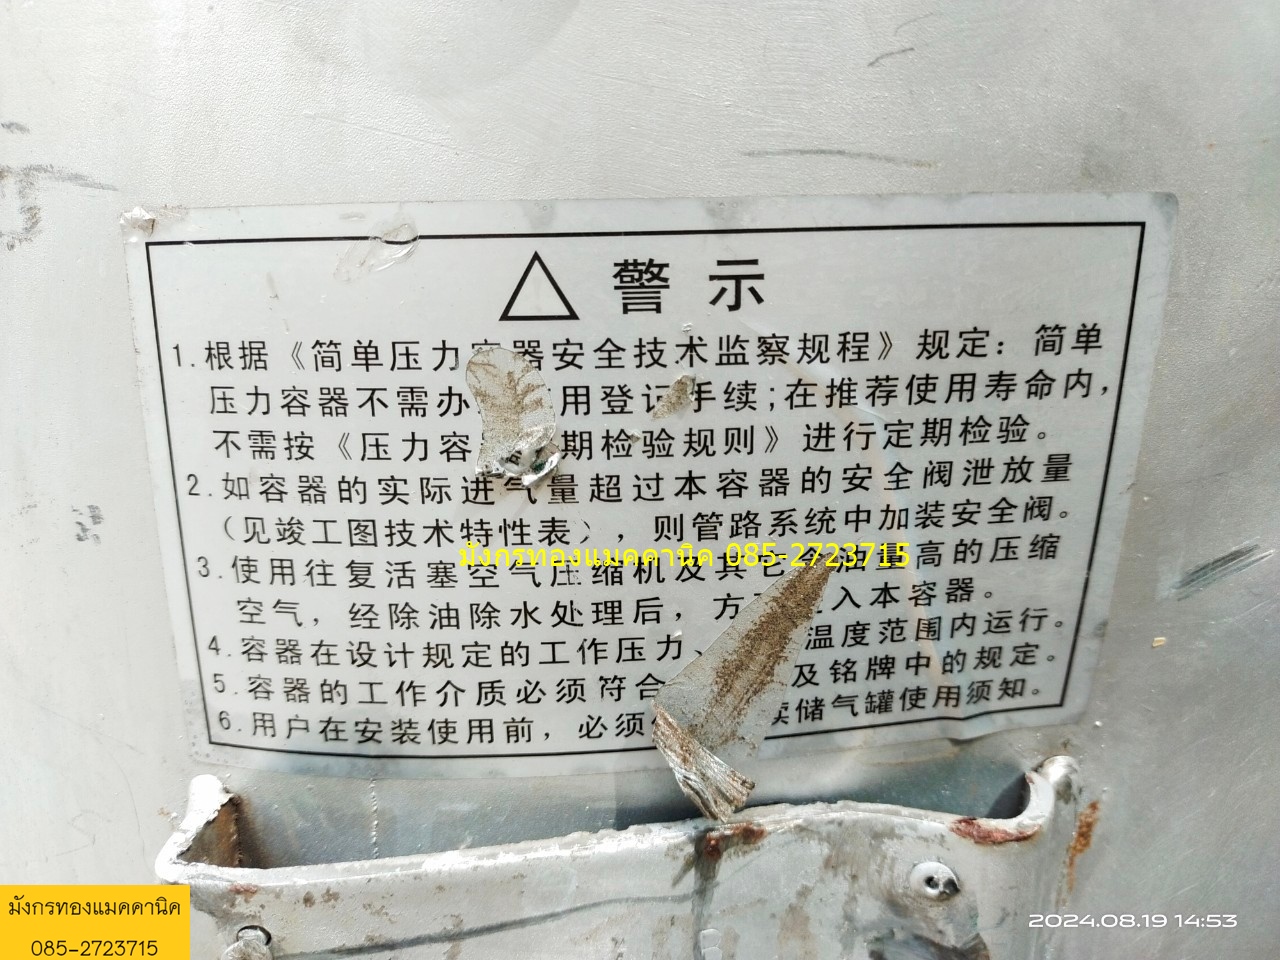 警示
1.根据《简单压力容器安全技术监察规程》规定：简单
压力容器不需办 用登记手续；在推荐使用寿命内，
不需按《压力容 期检验规则》进行定期检验。
2.如容器的实际进气量超过本容器的安全阀泄放量
（见竣工图技术特性表），则管路系统中加装安全阀。
3.使用往复活塞空气压缩机及其它含油量高的压缩
空气，经除油除水处理后，方 入本容器。
4.容器在设计规定的工作压力、 温度范围内运行。
5.容器的工作介质必须符合 及铭牌中的规定。
6.用户在安装使用前，必须 读储气罐使用须知。
มังกรทองแมคคานิค 085-2723715
มังกรทองแมคคานิค
085-2723715
2024.08.19 14:53